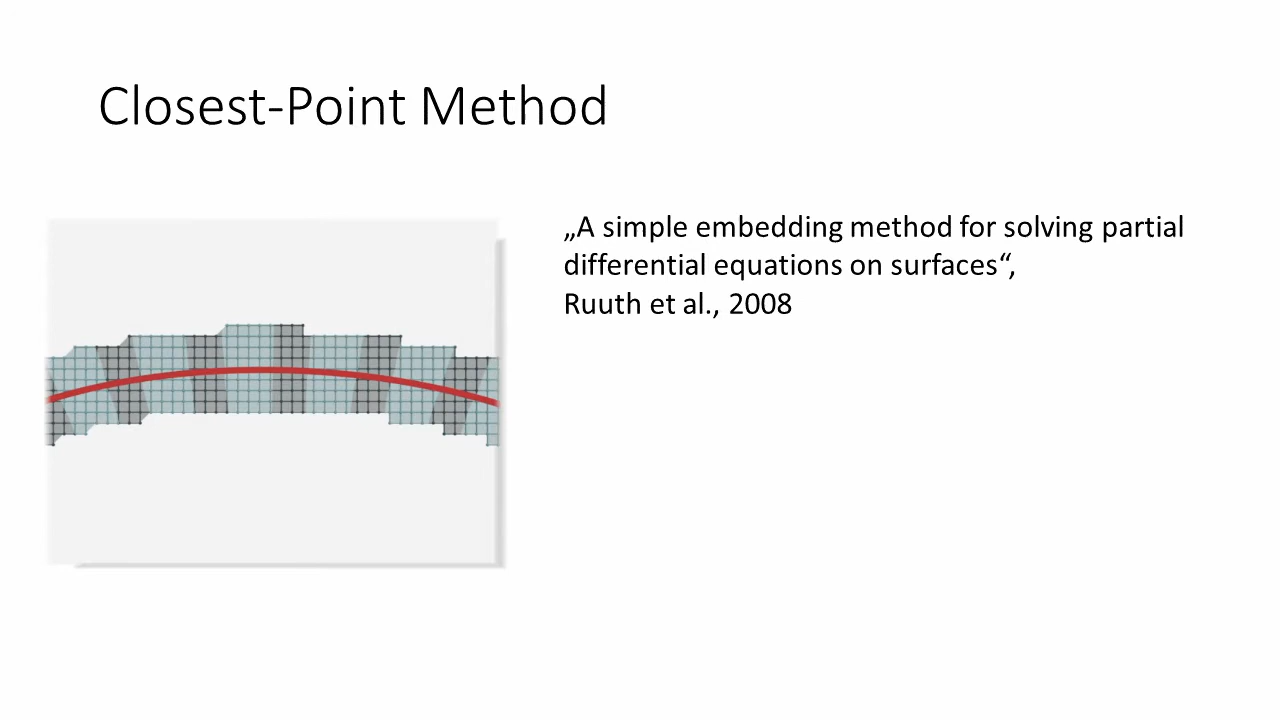 Closest-Point Method
„A simple embedding method for solving partial
differential equations on surfaces“,
Ruuth et al., 2008